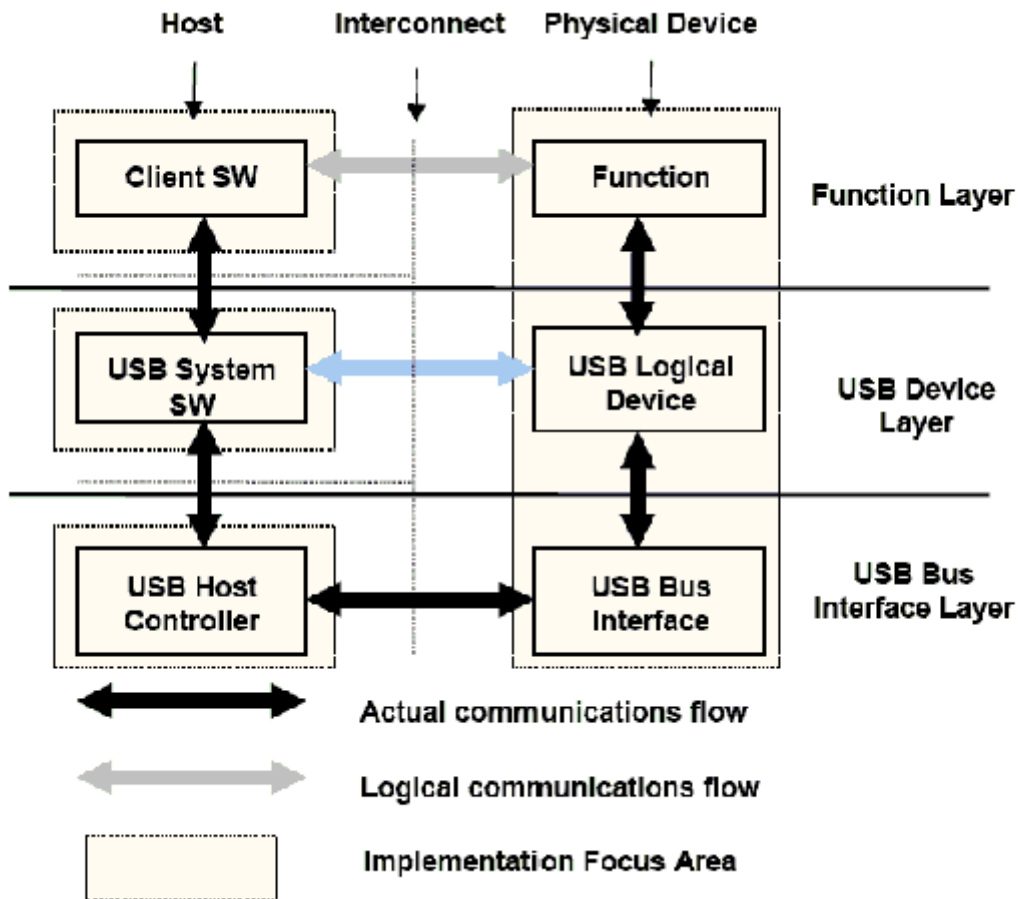 Host
Interconnect
Physical Device
Client SW
Function
Function Layer
USB System
SW
USB Logical
Device
USB Device
Layer
USB Host
Controller
USB Bus
Interface
USB Bus
Interface Layer
Actual communications flow
Logical communications flow
Implementation Focus Area